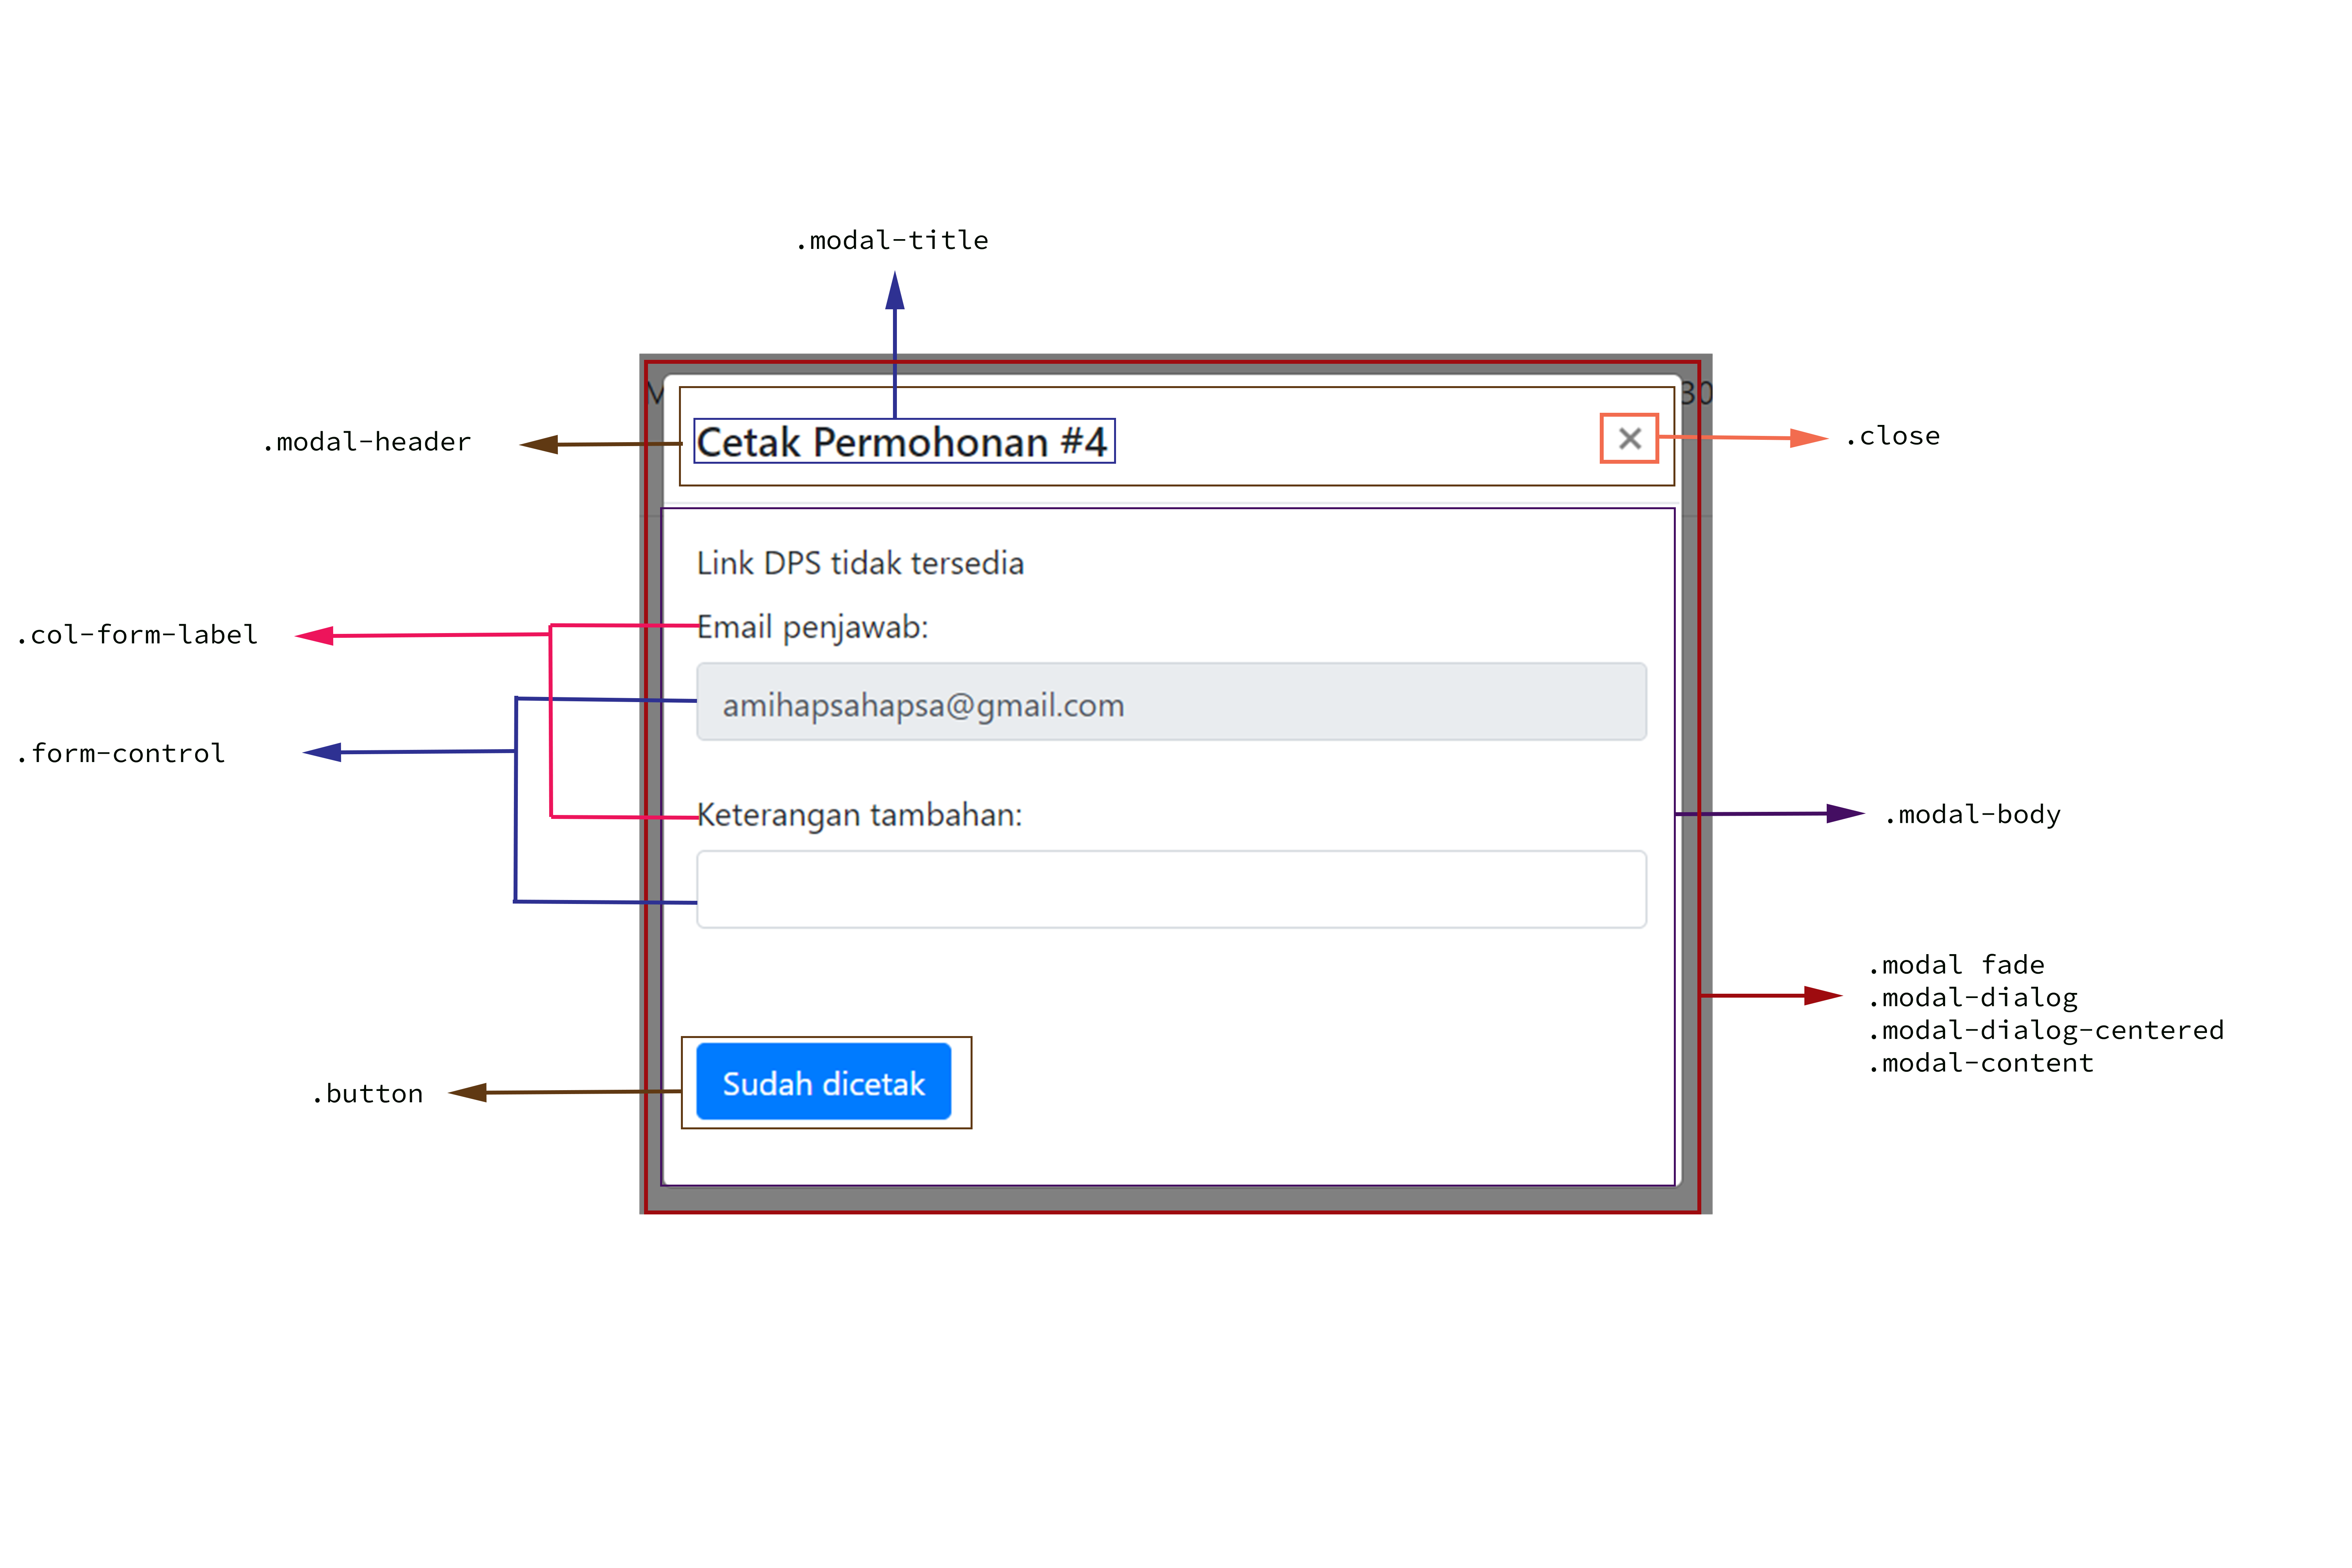 .modal-title
M
30
.modal-header
Cetak Permohonan #4
×
.close
Link DPS tidak tersedia
.col-form-label
Email penjawab:
amihapsahapsa@gmail.com
.form-control
Keterangan tambahan:
.modal-body
.modal fade
.modal-dialog
.modal-dialog-centered
.modal-content
.button
Sudah dicetak